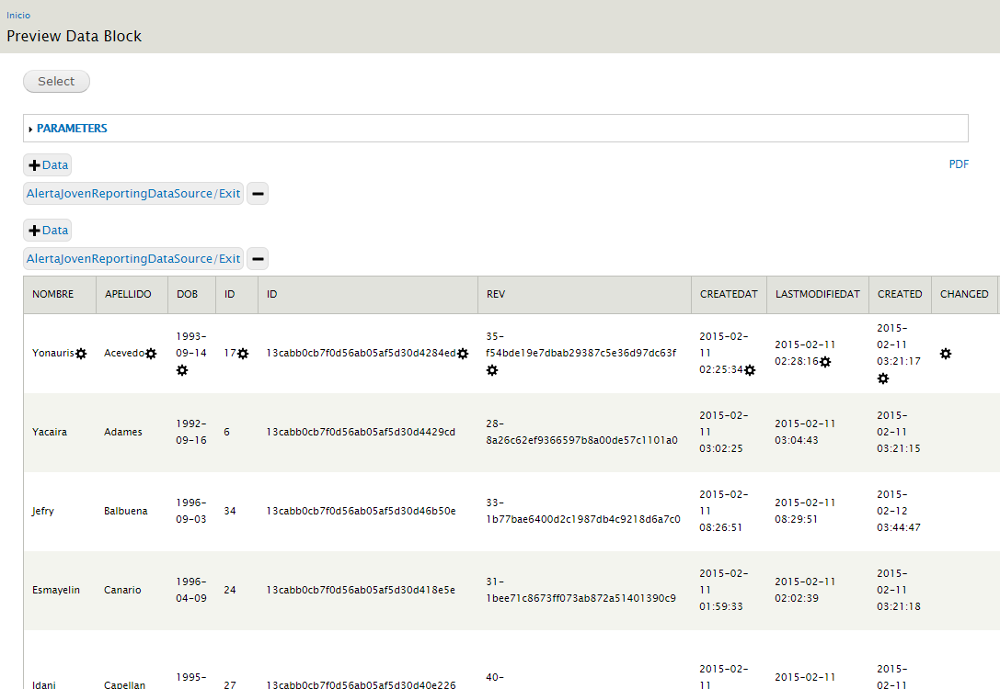 Inicio
Preview Data Block
Select
PARAMETERS
Data
PDF
AlertaJovenReportingDataSource/Exit
Data
AlertaJovenReportingDataSource/Exit
NOMBRE APELLIDO DOB ID ID REV CREATEDAT LASTMODIFIEDAT CREATED CHANGED
Yonauris Acevedo 1993-09-14 17 13cabb0cb7f0d56ab05af5d30d4284ed 35-f54bde19e7dbab29387c5e36d97dc63f 2015-02-11 02:25:34 2015-02-11 02:28:16 2015-02-11 03:21:17
Yacaira Adames 1992-09-16 6 13cabb0cb7f0d56ab05af5d30d4429cd 28-8a26c62ef9366597b8a00de57c1101a0 2015-02-11 03:02:25 2015-02-11 03:04:43 2015-02-11 03:21:15
Jefry Balbuena 1996-09-03 34 13cabb0cb7f0d56ab05af5d30d46b50e 33-1b77bae6400d2c1987db4c9218d6a7c0 2015-02-11 08:26:51 2015-02-11 08:29:51 2015-02-12 03:44:47
Esmayelin Canario 1996-04-09 24 13cabb0cb7f0d56ab05af5d30d418e5e 31-1bee71c8673ff073ab872a51401390c9 2015-02-11 01:59:33 2015-02-11 02:02:39 2015-02-11 03:21:18
Idani Capellan 1995- 27 13cabb0cb7f0d56ab05af5d30d40e226 40- 2015-02-11 2015-02-11 2015-02-11